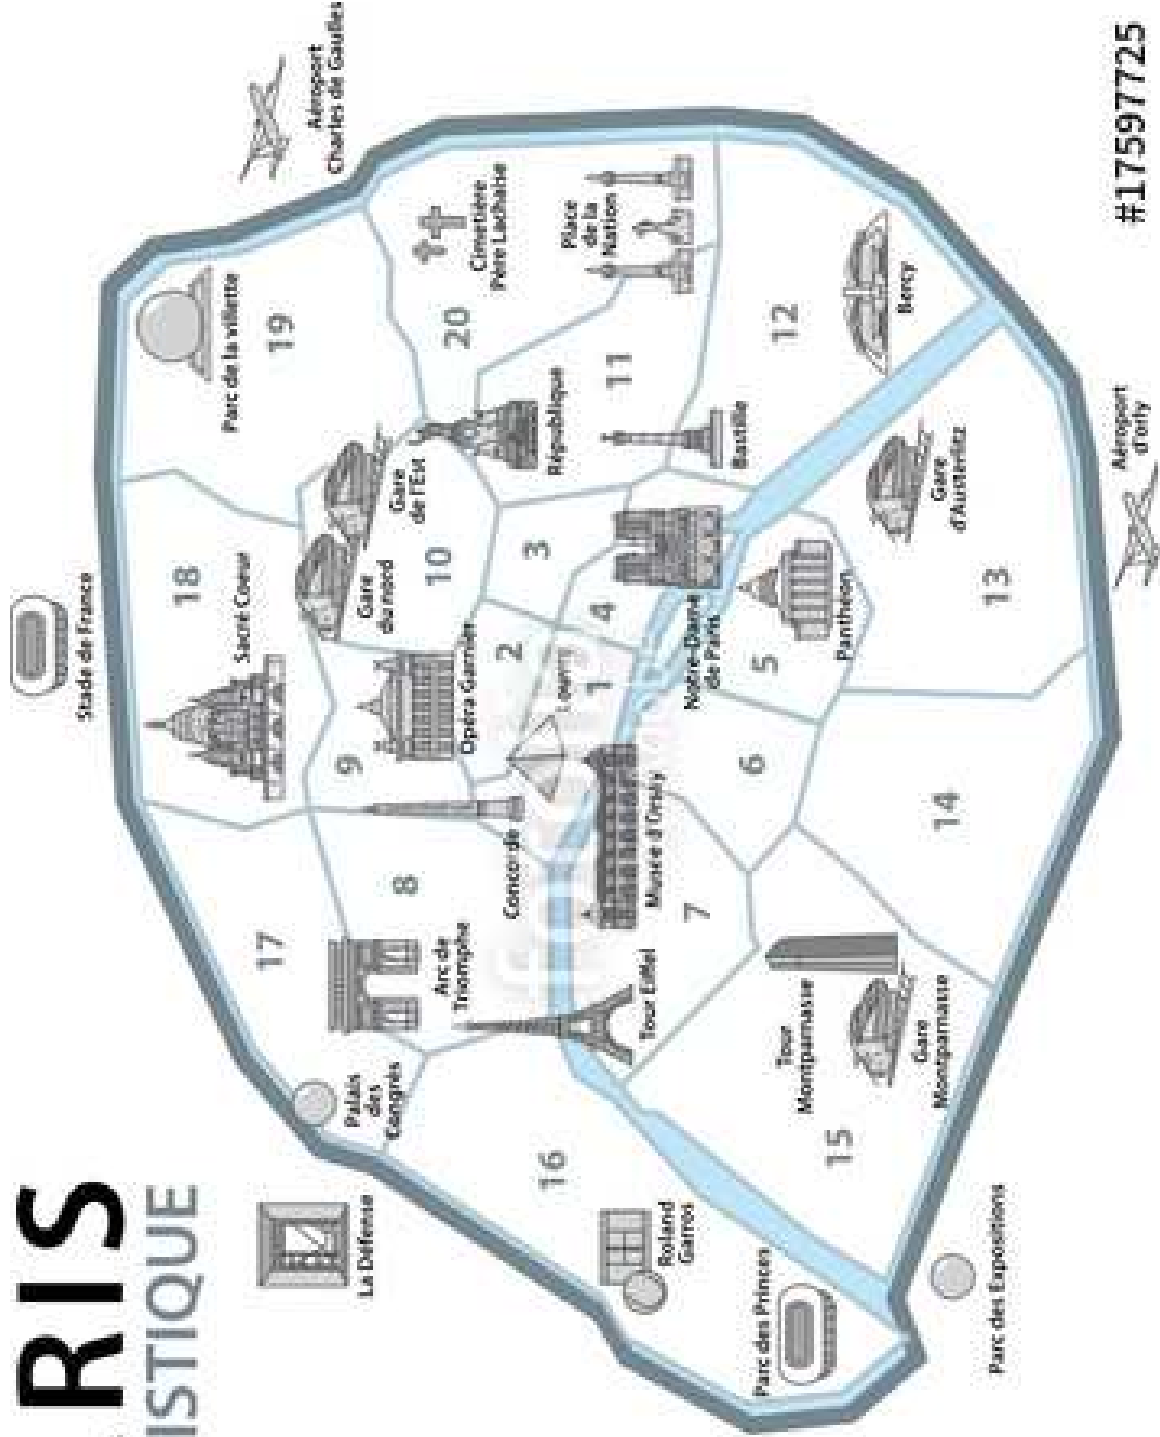 RIS
ISTIQUE
Stade de France
Aéroport
Charles de Gaulles
Parc de la villette
19
18
Sacré Coeur
17
Gare
du nord
Gare
de l'Est
10
9
Opéra Garnier
8
Concorde
Arc de
Triomphe
Palais
des
Congrès
La Défense
Cimetière
Père Lachaise
20
République
Place
de la
Nation
11
Bastille
12
Bercy
3
2
4
1
Louvre
Notre-Dame
de Paris
5
Panthéon
Gare
d'Austerlitz
13
Aéroport
d'orly
6
14
Musée d'Orsay
7
Tour Eiffel
Tour
Montparnasse
Gare
Montparnasse
15
16
Roland
Garros
Parc des Princes
Parc des Expositions
#17597725